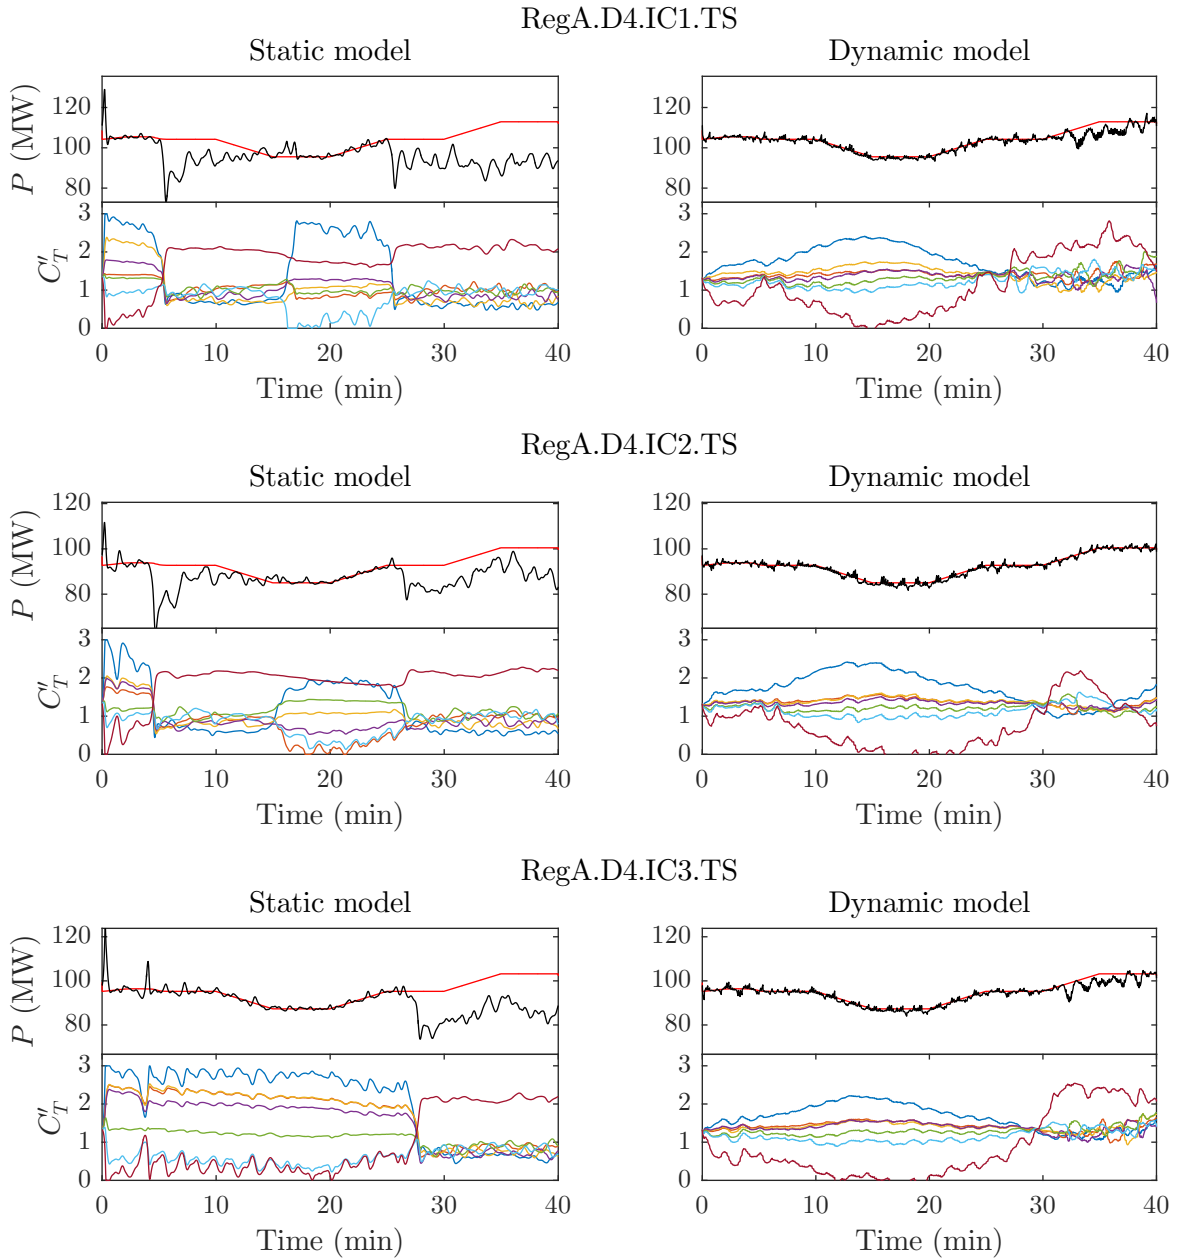 RegA.D4.IC1.TS
Static model
Dynamic model
P (MW)
120
100
80
C′T
3
2
1
0
0 10 20 30 40
Time (min)
P (MW)
120
100
80
C′T
3
2
1
0
0 10 20 30 40
Time (min)
RegA.D4.IC2.TS
Static model
Dynamic model
P (MW)
120
100
80
C′T
3
2
1
0
0 10 20 30 40
Time (min)
P (MW)
120
100
80
C′T
3
2
1
0
0 10 20 30 40
Time (min)
RegA.D4.IC3.TS
Static model
Dynamic model
P (MW)
120
100
80
C′T
3
2
1
0
0 10 20 30 40
Time (min)
120
100
80
3
2
1
0
0 10 20 30 40
Time (min)